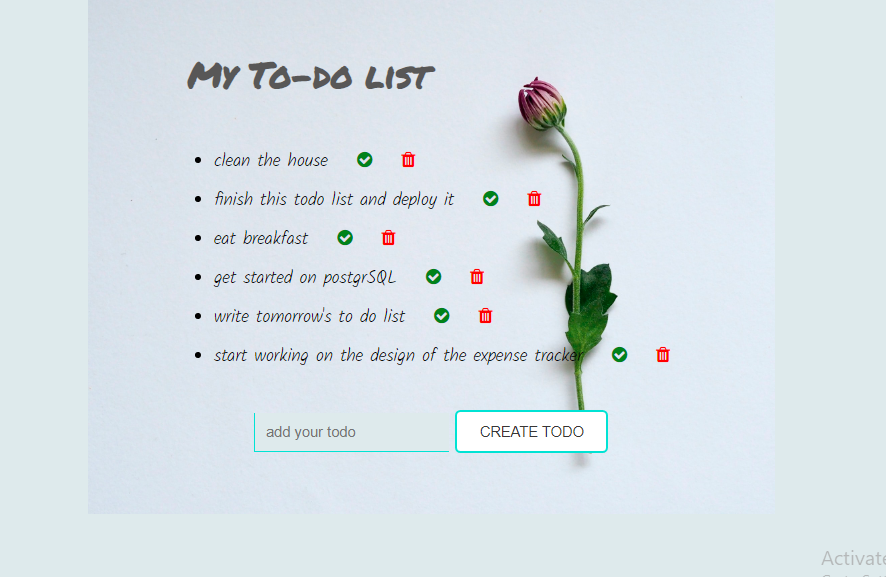 My To-do list
clean the house
finish this todo list and deploy it
eat breakfast
get started on postgrSQL
write tomorrow's to do list
start working on the design of the expense tracker
add your todo
CREATE TODO
Activate